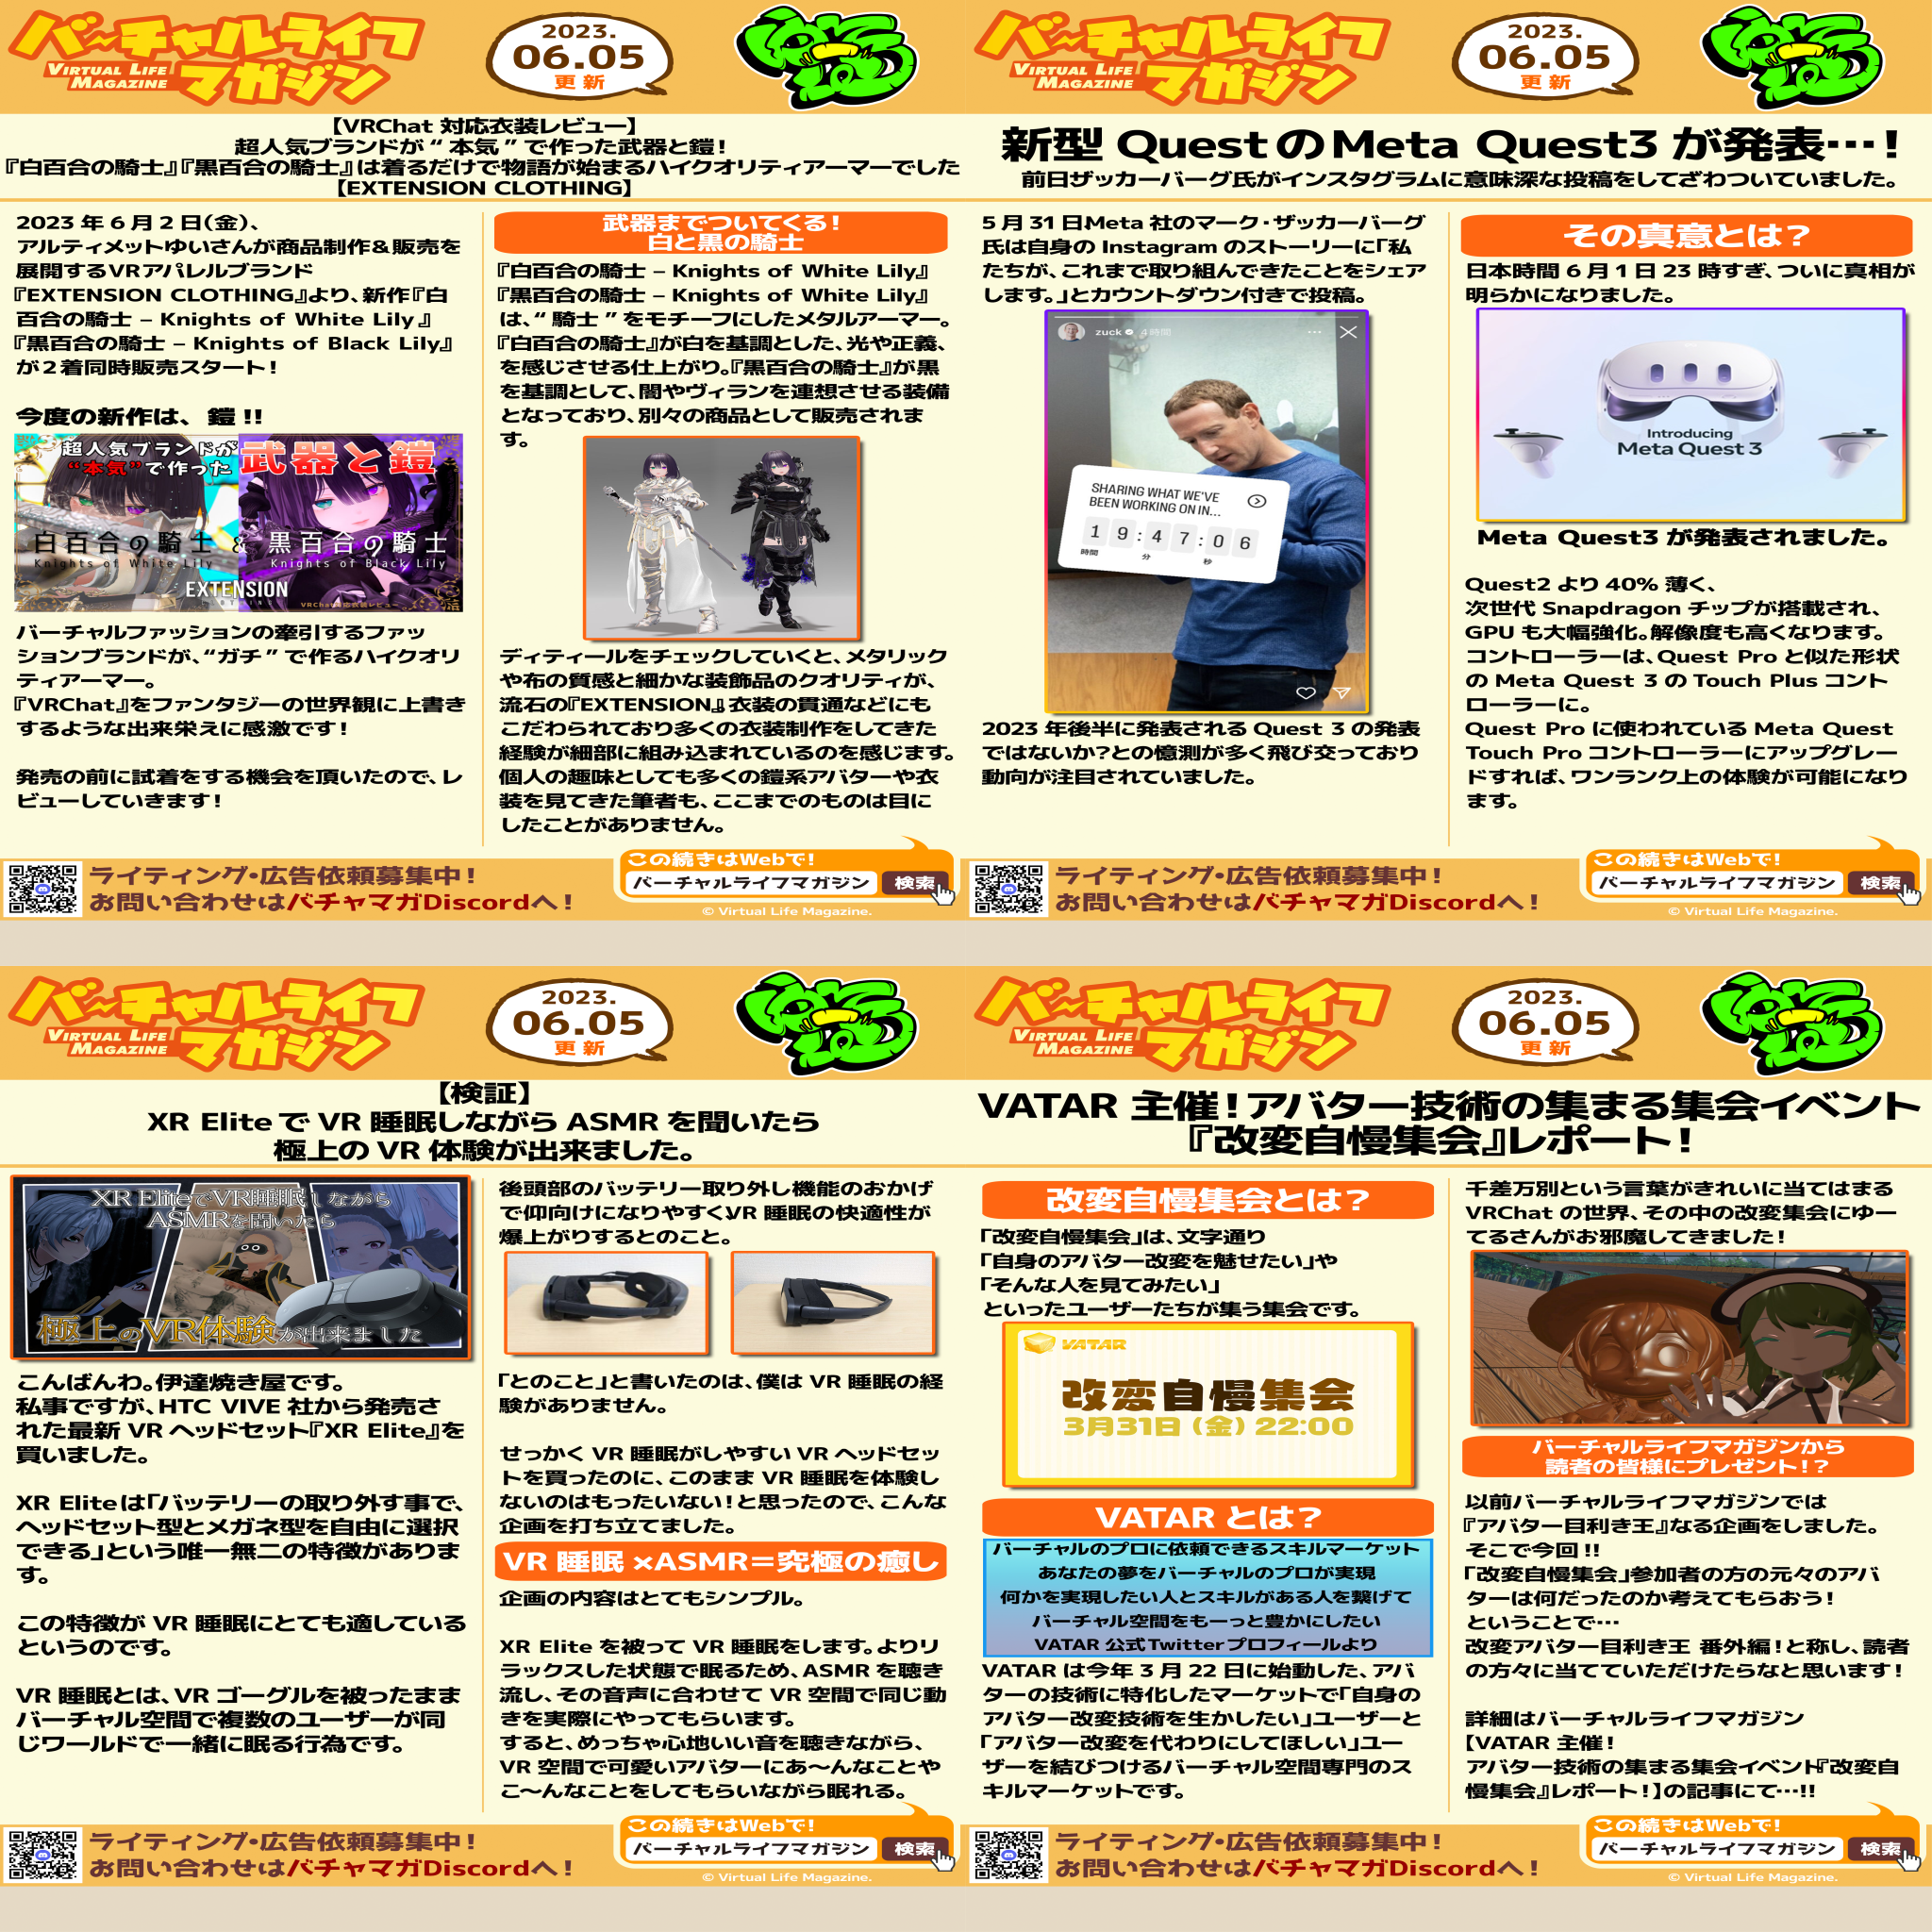 バーチャルライフ
マガジン
VIRTUAL LIFE
MAGAZINE
2023.
06.05
更新
【VRChat 対応衣装レビュー】
超人気ブランドが“ 本気 ” で作った武器と鎧！
『白百合の騎士』『黒百合の騎士』は着るだけで物語が始まるハイクオリティアーマーでした
【EXTENSION CLOTHING】
2023 年 6 月 2 日（金）、
アルティメットゆいさんが商品制作＆販売を
展開するVRアパレルブランド
『EXTENSION CLOTHING』より、新作『白
百合の騎士 – Knights of White Lily 』
『黒百合の騎士 – Knights of Black Lily』
が２着同時販売スタート！
今度の新作は、 鎧 !!
超人気ブランドが
“本気”で作った
武器と鎧
白百合の騎士 & 黒百合の騎士
Knights of White Lily
Knights of Black Lily
EXTENSION
バーチャルファッションの牽引するファッ
ションブランドが、“ガチ ” で作るハイクオリ
ティアーマー。
『VRChat』をファンタジーの世界観に上書き
するような出来栄えに感激です！
発売の前に試着をする機会を頂いたので、レ
ビューしていきます！
武器までついてくる！
白と黒の騎士
『白百合の騎士 – Knights of White Lily』
『黒百合の騎士 – Knights of White Lily』
は、“ 騎士 ” をモチーフにしたメタルアーマー。
『白百合の騎士』が白を基調とした、光や正義、
を感じさせる仕上がり。『黒百合の騎士』が黒
を基調として、闇やヴィランを連想させる装備
となっており、別々の商品として販売されま
す。
ディティールをチェックしていくと、メタリック
や布の質感と細かな装飾品のクオリティが、
流石の『EXTENSION』。衣装の貫通などにも
こだわられており多くの衣装制作をしてきた
経験が細部に組み込まれているのを感じます。
個人の趣味としても多くの鎧系アバターや衣
装を見てきた筆者も、ここまでのものは目に
したことがありません。
ライティング・広告依頼募集中！
お問い合わせはバチャマガDiscordへ！
この続きはWebで！
バーチャルライフマガジン 検索
© Virtual Life Magazine.
バーチャルライフ
マガジン
VIRTUAL LIFE
MAGAZINE
2023.
06.05
更新
新型 QuestのMeta Quest3 が発表…！
前日ザッカーバーグ氏がインスタグラムに意味深な投稿をしてざわついていました。
5 月 31 日、Meta 社のマーク・ザッカーバーグ
氏は自身の Instagram のストーリーに「私
たちが、これまで取り組んできたことをシェア
します。」とカウントダウン付きで投稿。
zuck 4時間
SHARING WHAT WE'VE
BEEN WORKING ON IN...
19:47:06
時間 分 秒
2023 年後半に発表される Quest 3 の発表
ではないか？との憶測が多く飛び交っており
動向が注目されていました。
その真意とは？
日本時間 6 月 1 日 23 時すぎ、ついに真相が
明らかになりました。
Introducing
Meta Quest 3
Meta Quest3 が発表されました。
Quest2 より 40% 薄く、
次世代 Snapdragon チップが搭載され、
GPU も大幅強化。解像度も高くなります。
コントローラーは、Quest Pro と似た形状
の Meta Quest 3 の Touch Plus コント
ローラーに。
Quest Pro に使われている Meta Quest
Touch Pro コントローラーにアップグレー
ドすれば、ワンランク上の体験が可能になり
ます。
ライティング・広告依頼募集中！
お問い合わせはバチャマガDiscordへ！
この続きはWebで！
バーチャルライフマガジン 検索
© Virtual Life Magazine.
バーチャルライフ
マガジン
VIRTUAL LIFE
MAGAZINE
2023.
06.05
更新
【検証】
XR Elite で VR 睡眠しながら ASMR を聞いたら
極上の VR 体験が出来ました。
XR EliteでVR睡眠しながら
ASMRを聞いたら
極上のVR体験が出来ました
こんばんわ。伊達焼き屋です。
私事ですが、HTC VIVE 社から発売さ
れた最新 VR ヘッドセット『XR Elite』を
買いました。
XR Eliteは「バッテリーの取り外す事で、
ヘッドセット型とメガネ型を自由に選択
できる」という唯一無二の特徴がありま
す。
この特徴が VR 睡眠にとても適している
というのです。
VR 睡眠とは、VR ゴーグルを被ったまま
バーチャル空間で複数のユーザーが同
じワールドで一緒に眠る行為です。
後頭部のバッテリー取り外し機能のおかげ
で仰向けになりやすく、VR 睡眠の快適性が
爆上がりするとのこと。
「とのこと」と書いたのは、僕は VR 睡眠の経
験がありません。
せっかく VR 睡眠がしやすい VR ヘッドセッ
トを買ったのに、このまま VR 睡眠を体験し
ないのはもったいない！と思ったので、こんな
企画を打ち立てました。
VR 睡眠 ×ASMR＝究極の癒し
企画の内容はとてもシンプル。
XR Elite を被って VR 睡眠をします。よりリ
ラックスした状態で眠るため、ASMR を聴き
流し、その音声に合わせて VR 空間で同じ動
きを実際にやってもらいます。
すると、めっちゃ心地いい音を聴きながら、
VR 空間で可愛いアバターにあ～んなことや
こ～んなことをしてもらいながら眠れる。
ライティング・広告依頼募集中！
お問い合わせはバチャマガDiscordへ！
この続きはWebで！
バーチャルライフマガジン 検索
© Virtual Life Magazine.
バーチャルライフ
マガジン
VIRTUAL LIFE
MAGAZINE
2023.
06.05
更新
VATAR 主催！アバター技術の集まる集会イベント
『改変自慢集会』レポート！
改変自慢集会とは？
「改変自慢集会」は、文字通り
「自身のアバター改変を魅せたい」や
「そんな人を見てみたい」
といったユーザーたちが集う集会です。
VATAR
改変自慢集会
3月31日（金）22:00
VATAR とは？
バーチャルのプロに依頼できるスキルマーケット
あなたの夢をバーチャルのプロが実現
何かを実現したい人とスキルがある人を繋げて
バーチャル空間をもーっと豊かにしたい
VATAR 公式Twitterプロフィールより
VATAR は今年 3 月 22 日に始動した、アバ
ターの技術に特化したマーケットで「自身の
アバター改変技術を生かしたい」ユーザーと
「アバター改変を代わりにしてほしい」ユー
ザーを結びつけるバーチャル空間専門のス
キルマーケットです。
千差万別という言葉がきれいに当てはまる
VRChat の世界、その中の改変集会にゆー
てるさんがお邪魔してきました！
バーチャルライフマガジンから
読者の皆様にプレゼント！？
以前バーチャルライフマガジンでは
『アバター目利き王』なる企画をしました。
そこで今回 !!
「改変自慢集会」参加者の方の元々のアバ
ターは何だったのか考えてもらおう！
ということで…
改変アバター目利き王 番外編！と称し、読者
の方々に当てていただけたらなと思います！
詳細はバーチャルライフマガジン
【VATAR 主催！
アバター技術の集まる集会イベント『改変自
慢集会』レポート！】の記事にて…!!
ライティング・広告依頼募集中！
お問い合わせはバチャマガDiscordへ！
この続きはWebで！
バーチャルライフマガジン 検索
© Virtual Life Magazine.